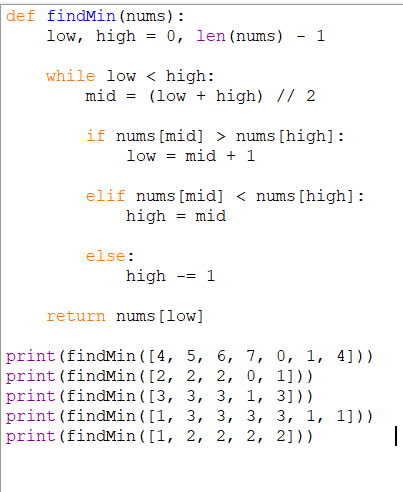 def findMin(nums):
    low, high = 0, len(nums) - 1
    while low < high:
        mid = (low + high) // 2
        if nums[mid] > nums[high]:
            low = mid + 1
        elif nums[mid] < nums[high]:
            high = mid
        else:
            high -= 1
    return nums[low]
print(findMin([4, 5, 6, 7, 0, 1, 4]))
print(findMin([2, 2, 2, 0, 1]))
print(findMin([3, 3, 3, 1, 3]))
print(findMin([1, 3, 3, 3, 3, 1, 1]))
print(findMin([1, 2, 2, 2, 2]))